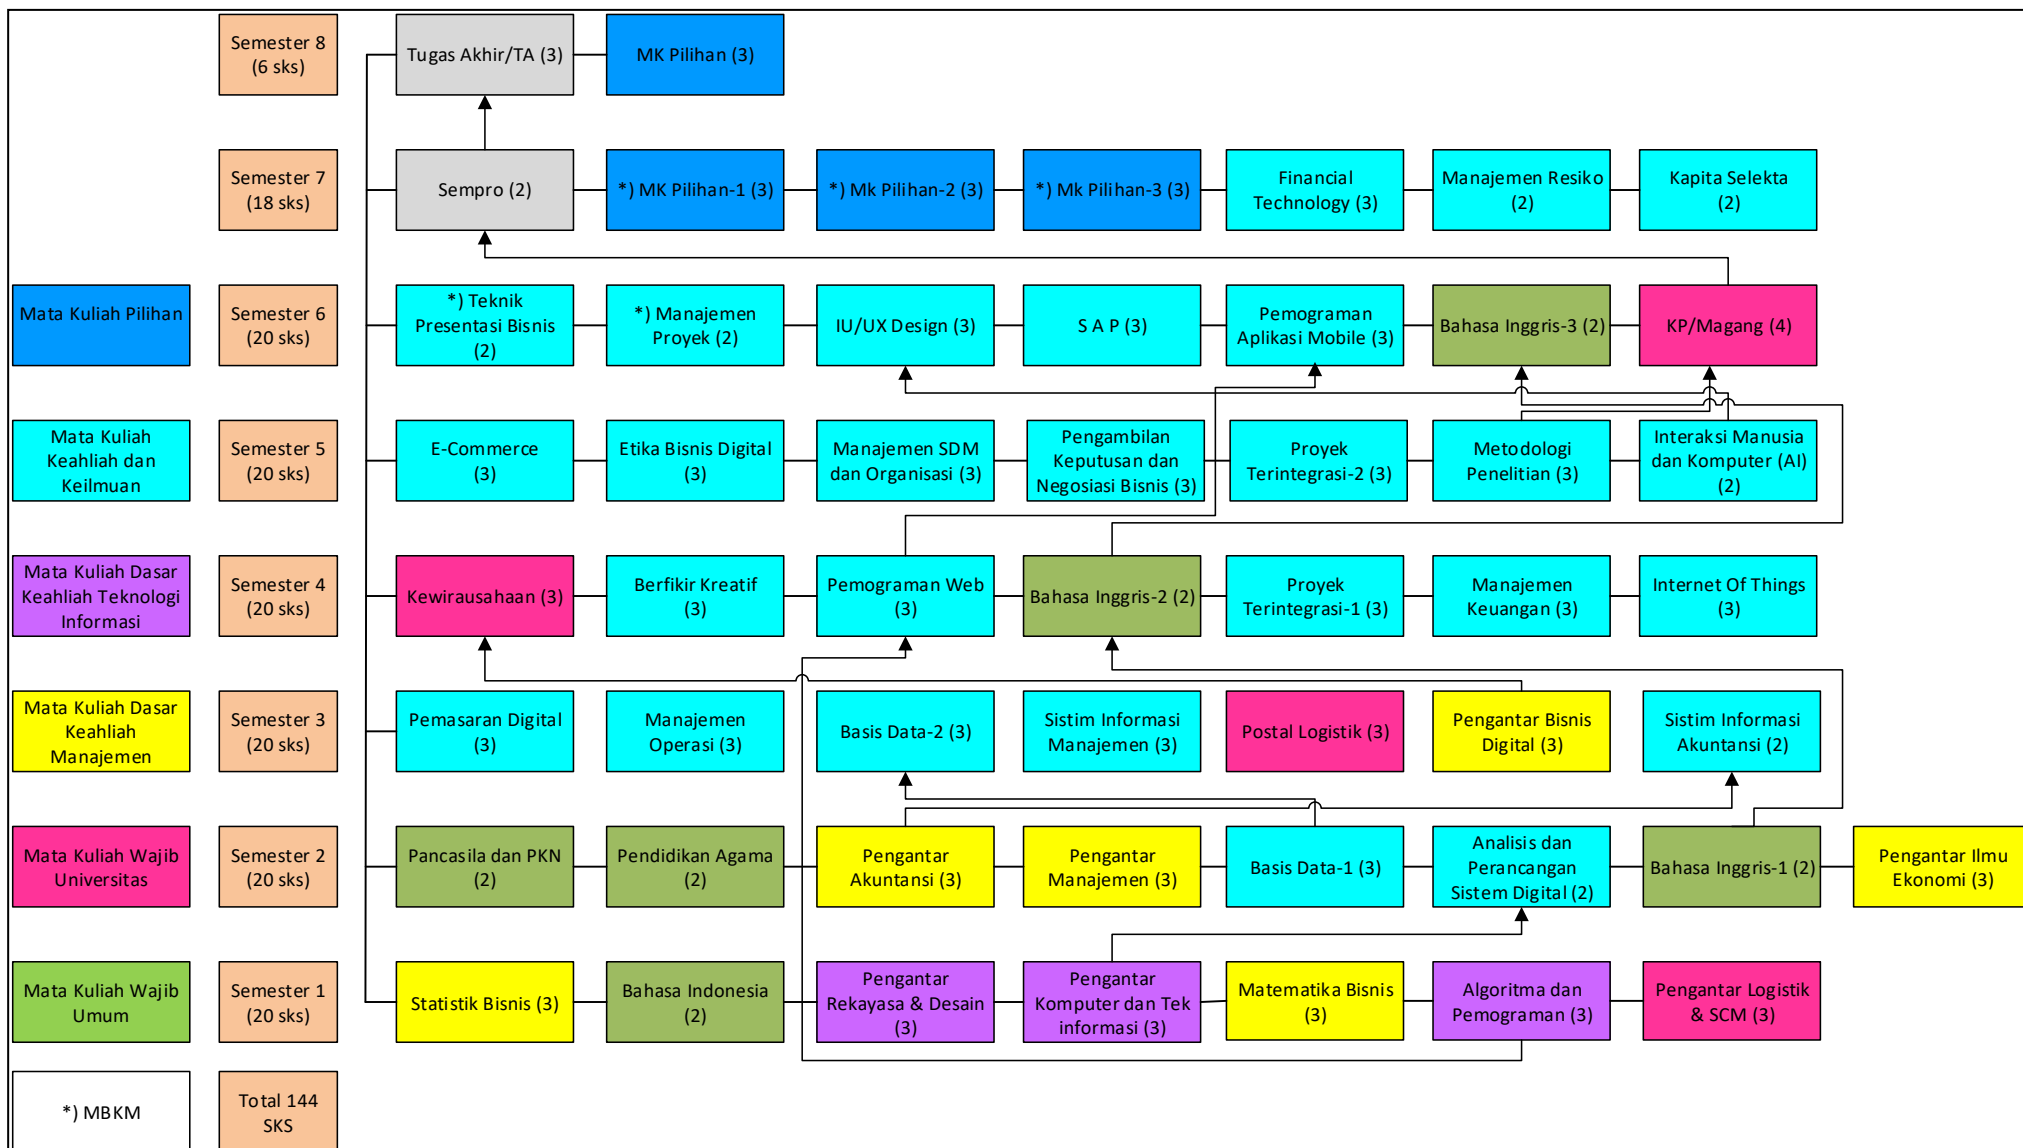 Semester 8
(6 sks)
Tugas Akhir/TA (3)
MK Pilihan (3)
Semester 7
(18 sks)
Sempro (2)
*) MK Pilihan-1 (3)
*) Mk Pilihan-2 (3)
*) Mk Pilihan-3 (3)
Financial
Technology (3)
Manajemen Resiko
(2)
Kapita Selekta
(2)
Mata Kuliah Pilihan
Semester 6
(20 sks)
*) Teknik
Presentasi Bisnis
(2)
*) Manajemen
Proyek (2)
IU/UX Design (3)
S A P (3)
Pemograman
Aplikasi Mobile (3)
Bahasa Inggris-3 (2)
KP/Magang (4)
Mata Kuliah
Keahliah dan
Keilmuan
Semester 5
(20 sks)
E-Commerce
(3)
Etika Bisnis Digital
(3)
Manajemen SDM
dan Organisasi (3)
Pengambilan
Keputusan dan
Negosiasi Bisnis (3)
Proyek
Terintegrasi-2 (3)
Metodologi
Penelitian (3)
Interaksi Manusia
dan Komputer (AI)
(2)
Mata Kuliah Dasar
Keahliah Teknologi
Informasi
Semester 4
(20 sks)
Kewirausahaan (3)
Berfikir Kreatif
(3)
Pemograman Web
(3)
Bahasa Inggris-2 (2)
Proyek
Terintegrasi-1 (3)
Manajemen
Keuangan (3)
Internet Of Things
(3)
Mata Kuliah Dasar
Keahliah
Manajemen
Semester 3
(20 sks)
Pemasaran Digital
(3)
Manajemen
Operasi (3)
Basis Data-2 (3)
Sistim Informasi
Manajemen (3)
Postal Logistik (3)
Pengantar Bisnis
Digital (3)
Sistim Informasi
Akuntansi (2)
Mata Kuliah Wajib
Universitas
Semester 2
(20 sks)
Pancasila dan PKN
(2)
Pendidikan Agama
(2)
Pengantar
Akuntansi (3)
Pengantar
Manajemen (3)
Basis Data-1 (3)
Analisis dan
Perancangan
Sistem Digital (2)
Bahasa Inggris-1 (2)
Pengantar Ilmu
Ekonomi (3)
Mata Kuliah Wajib
Umum
Semester 1
(20 sks)
Statistik Bisnis (3)
Bahasa Indonesia
(2)
Pengantar
Rekayasa & Desain
(3)
Pengantar
Komputer dan Tek
informasi (3)
Matematika Bisnis
(3)
Algoritma dan
Pemograman (3)
Pengantar Logistik
& SCM (3)
*) MBKM
Total 144
SKS